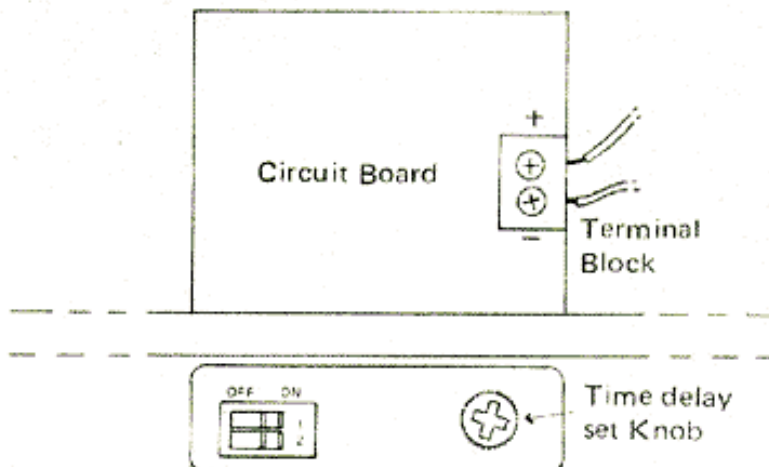 +
Circuit Board
–
Terminal
Block
OFF ON
1
2
Time delay
set Knob